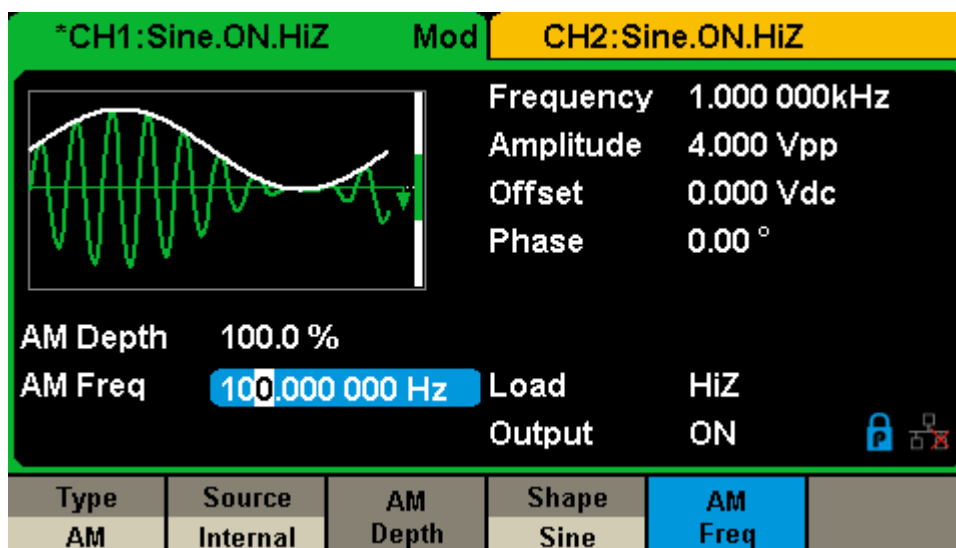 *CH1:Sine.ON.HiZ Mod CH2:Sine.ON.HiZ
Frequency 1.000 000kHz
Amplitude 4.000 Vpp
Offset 0.000 Vdc
Phase 0.00 °
AM Depth 100.0 %
AM Freq 100.000 000 Hz Load HiZ
Output ON P
Type Source AM Shape AM
AM Internal Depth Sine Freq